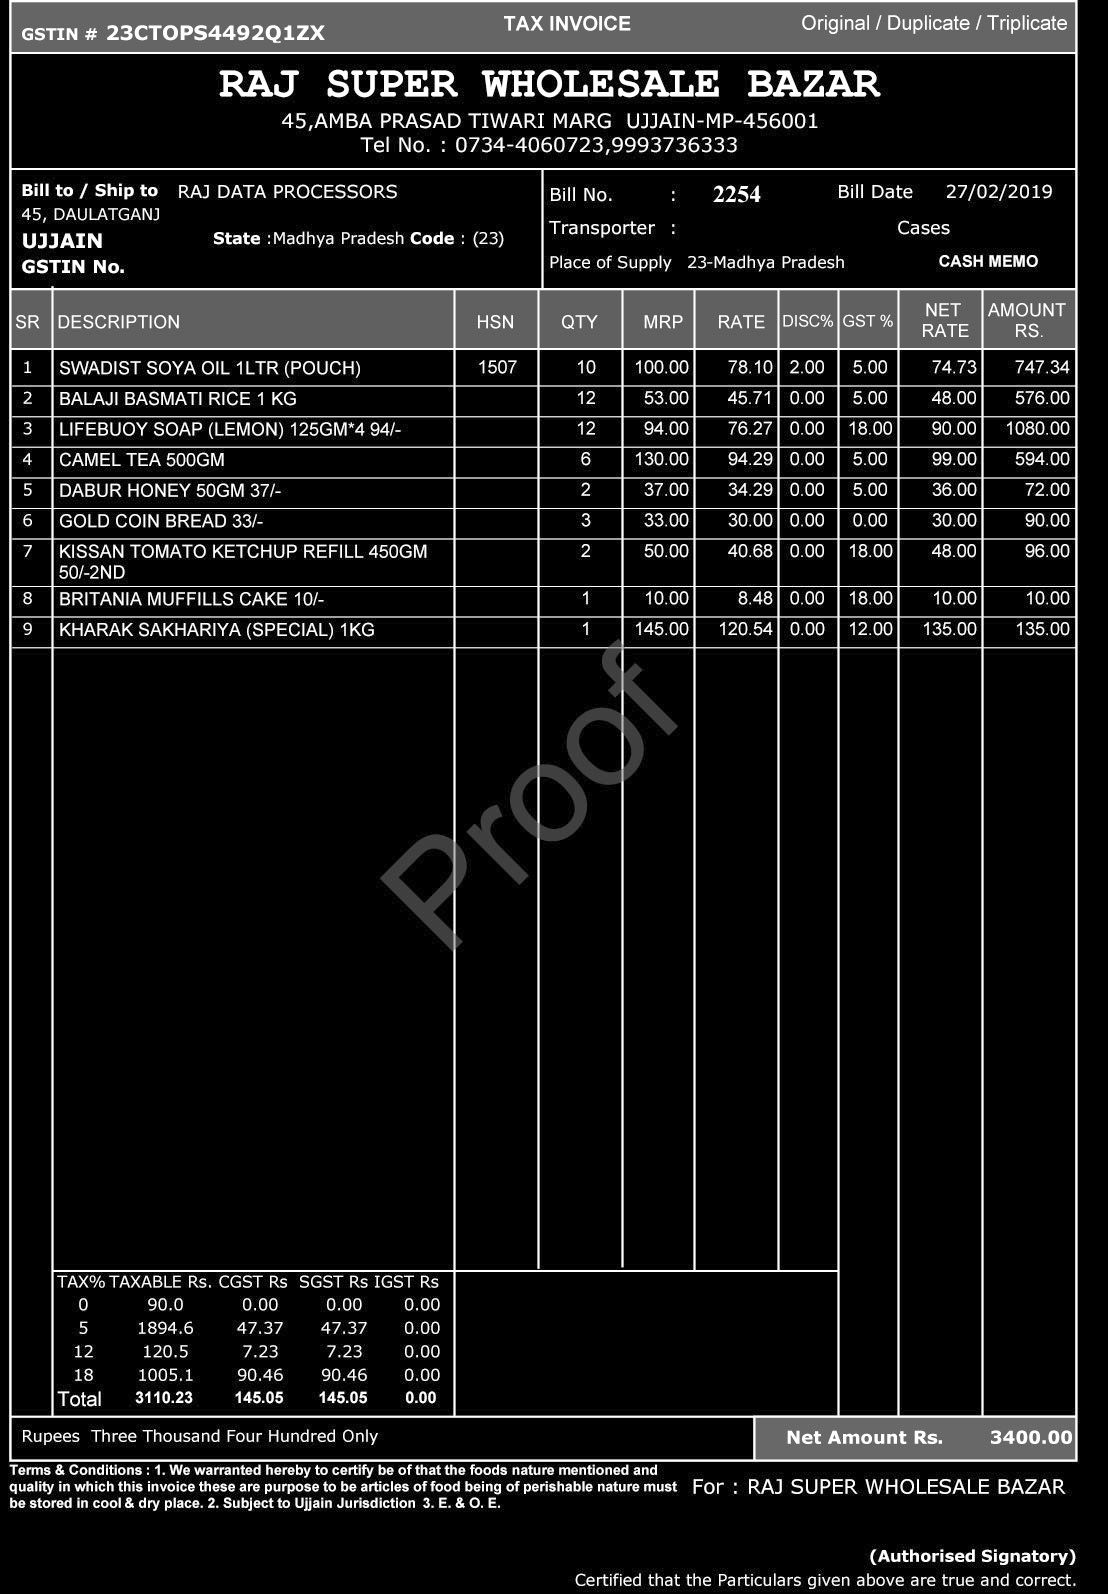 GSTIN # 23CTOPS4492Q1ZX TAX INVOICE Original / Duplicate / Triplicate
RAJ SUPER WHOLESALE BAZAR
45,AMBA PRASAD TIWARI MARG UJJAIN-MP-456001
Tel No. : 0734-4060723,9993736333
Bill to / Ship to RAJ DATA PROCESSORS
45, DAULATGANJ
UJJAIN State :Madhya Pradesh Code : (23)
GSTIN No.
Bill No. : 2254 Bill Date 27/02/2019
Transporter : Cases
Place of Supply 23-Madhya Pradesh CASH MEMO
SR DESCRIPTION HSN QTY MRP RATE DISC% GST % NET RATE AMOUNT RS.
1 SWADIST SOYA OIL 1LTR (POUCH) 1507 10 100.00 78.10 2.00 5.00 74.73 747.34
2 BALAJI BASMATI RICE 1 KG 12 53.00 45.71 0.00 5.00 48.00 576.00
3 LIFEBUOY SOAP (LEMON) 125GM*4 94/- 12 94.00 76.27 0.00 18.00 90.00 1080.00
4 CAMEL TEA 500GM 6 130.00 94.29 0.00 5.00 99.00 594.00
5 DABUR HONEY 50GM 37/- 2 37.00 34.29 0.00 5.00 36.00 72.00
6 GOLD COIN BREAD 33/- 3 33.00 30.00 0.00 0.00 30.00 90.00
7 KISSAN TOMATO KETCHUP REFILL 450GM 2 50.00 40.68 0.00 18.00 48.00 96.00
50/-2ND
8 BRITANIA MUFFILLS CAKE 10/- 1 10.00 8.48 0.00 18.00 10.00 10.00
9 KHARAK SAKHARIYA (SPECIAL) 1KG 1 145.00 120.54 0.00 12.00 135.00 135.00
Proof
TAX% TAXABLE Rs. CGST Rs SGST Rs IGST Rs
0 90.0 0.00 0.00 0.00
5 1894.6 47.37 47.37 0.00
12 120.5 7.23 7.23 0.00
18 1005.1 90.46 90.46 0.00
Total 3110.23 145.05 145.05 0.00
Rupees Three Thousand Four Hundred Only Net Amount Rs. 3400.00
Terms & Conditions : 1. We warranted hereby to certify be of that the foods nature mentioned and
quality in which this invoice these are purpose to be articles of food being of perishable nature must
be stored in cool & dry place. 2. Subject to Ujjain Jurisdiction 3. E. & O. E.
For : RAJ SUPER WHOLESALE BAZAR
(Authorised Signatory)
Certified that the Particulars given above are true and correct.